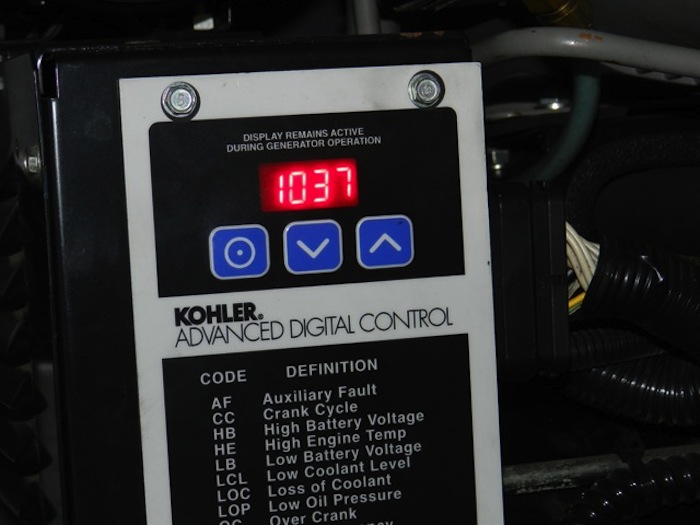 DISPLAY REMAINS ACTIVE
DURING GENERATOR OPERATION
1037
KOHLER®
ADVANCED DIGITAL CONTROL
CODE DEFINITION
AF Auxiliary Fault
CC Crank Cycle
HB High Battery Voltage
HE High Engine Temp
LB Low Battery Voltage
LCL Low Coolant Level
LOC Loss of Coolant
LOP Low Oil Pressure
Over Crank